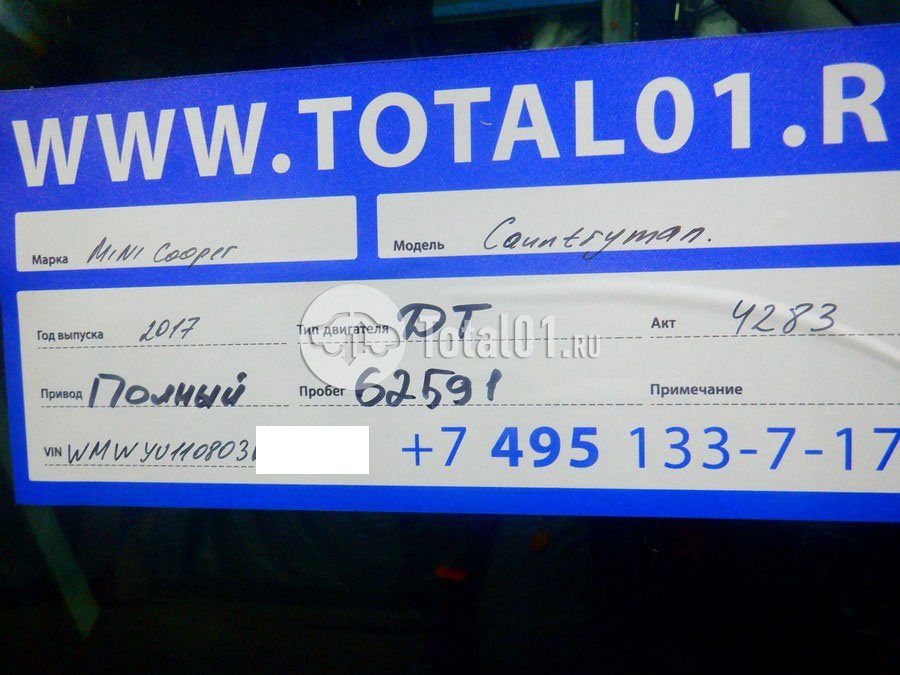 WWW.TOTAL01.R
Марка MINI Cooper Модель Countryman.
Год выпуска 2017 Тип двигателя ДТ Акт 4283
Total01.RU
Привод Полный Пробег 62591 Примечание
VIN WMWYU110803 +7 495 133-7-17